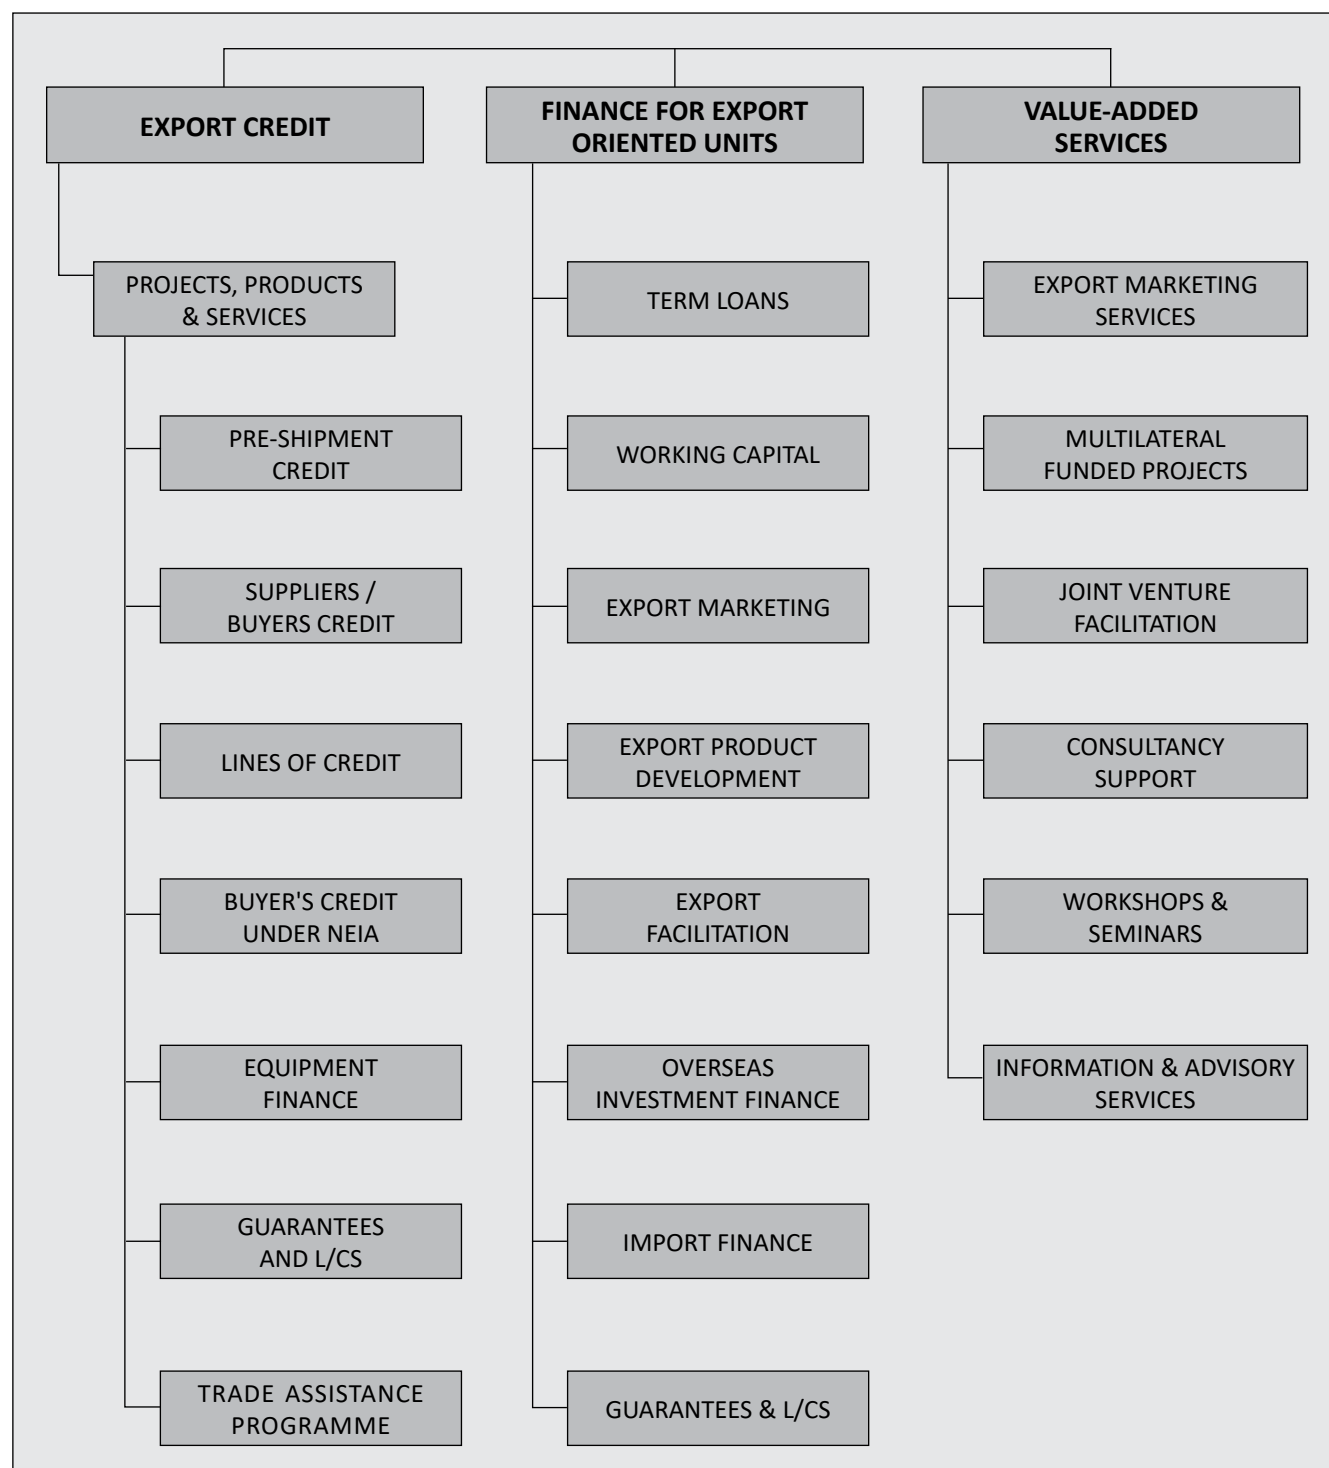 EXPORT CREDIT
PROJECTS, PRODUCTS
& SERVICES
PRE-SHIPMENT
CREDIT
SUPPLIERS /
BUYERS CREDIT
LINES OF CREDIT
BUYER'S CREDIT
UNDER NEIA
EQUIPMENT
FINANCE
GUARANTEES
AND L/CS
TRADE ASSISTANCE
PROGRAMME
FINANCE FOR EXPORT
ORIENTED UNITS
TERM LOANS
WORKING CAPITAL
EXPORT MARKETING
EXPORT PRODUCT
DEVELOPMENT
EXPORT
FACILITATION
OVERSEAS
INVESTMENT FINANCE
IMPORT FINANCE
GUARANTEES & L/CS
VALUE-ADDED
SERVICES
EXPORT MARKETING
SERVICES
MULTILATERAL
FUNDED PROJECTS
JOINT VENTURE
FACILITATION
CONSULTANCY
SUPPORT
WORKSHOPS &
SEMINARS
INFORMATION & ADVISORY
SERVICES